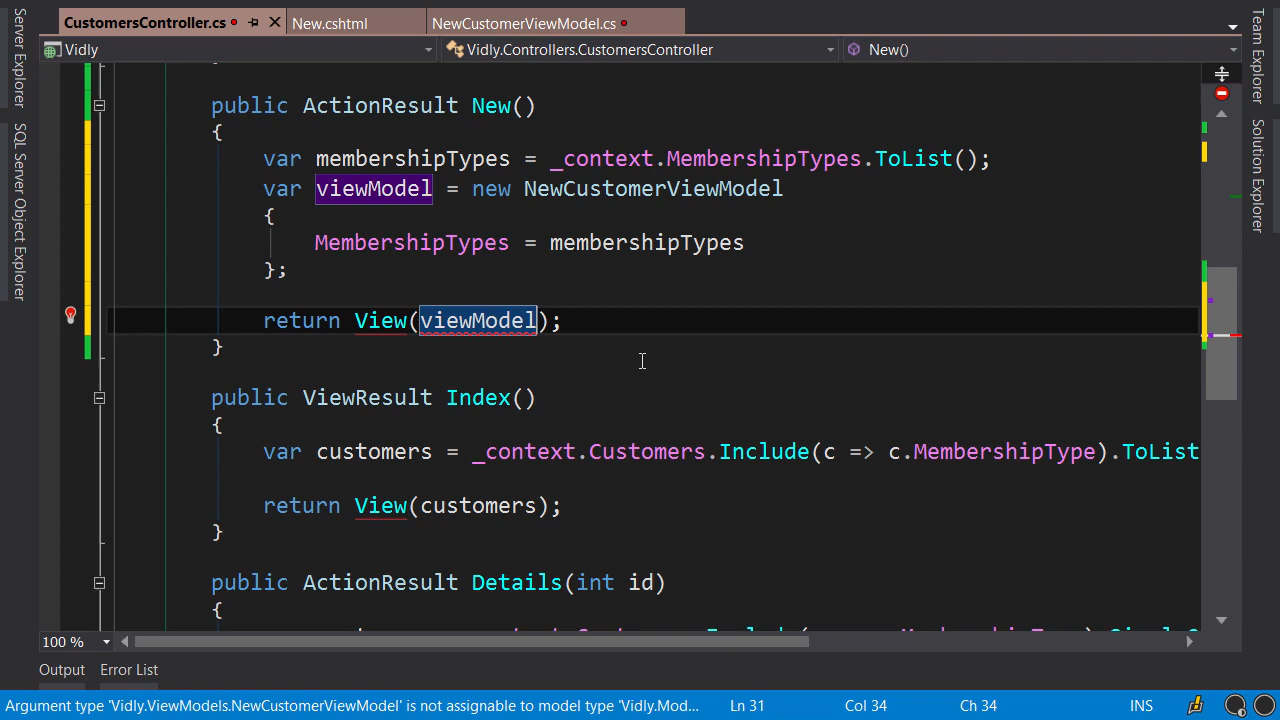 CustomersController.cs
New.cshtml
NewCustomerViewModel.cs
Vidly
Vidly.Controllers.CustomersController
New()
Server Explorer
SQL Server Object Explorer
Team Explorer
Solution Explorer
public ActionResult New()
{
var membershipTypes = _context.MembershipTypes.ToList();
var viewModel = new NewCustomerViewModel
{
MembershipTypes = membershipTypes
};
return View(viewModel);
}
public ViewResult Index()
{
var customers = _context.Customers.Include(c => c.MembershipType).ToList
return View(customers);
}
public ActionResult Details(int id)
{
100 %
Output
Error List
Argument type 'Vidly.ViewModels.NewCustomerViewModel' is not assignable to model type 'Vidly.Mod...
Ln 31
Col 34
Ch 34
INS